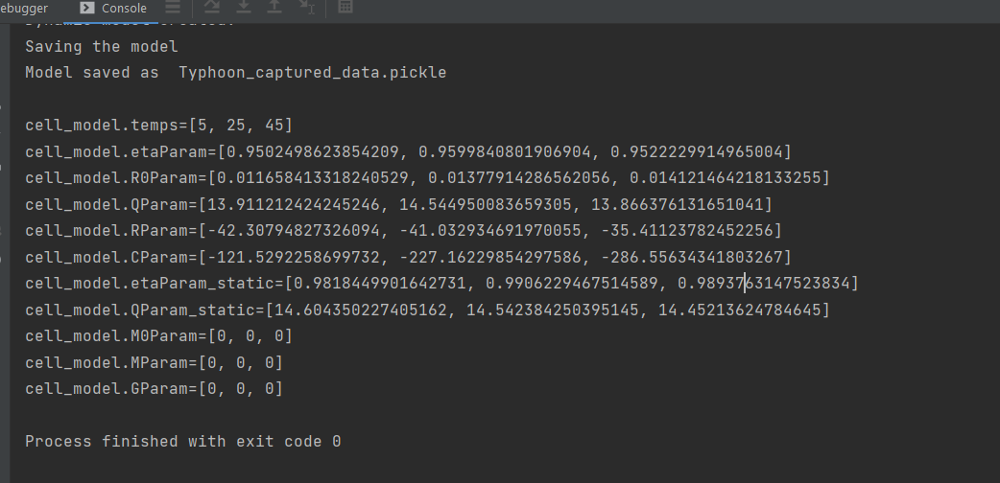 ebugger
Console
Saving the model
Model saved as  Typhoon_captured_data.pickle
cell_model.temps=[5, 25, 45]
cell_model.etaParam=[0.9502498623854209, 0.9599840801906904, 0.9522229914965004]
cell_model.R0Param=[0.011658413318240529, 0.01377914286562056, 0.014121464218133255]
cell_model.QParam=[13.911212424245246, 14.544950083659305, 13.866376131651041]
cell_model.RParam=[-42.30794827326094, -41.032934691970055, -35.41123782452256]
cell_model.CParam=[-121.5292258699732, -227.16229854297586, -286.55634341803267]
cell_model.etaParam_static=[0.9818449901642731, 0.9906229467514589, 0.9893763147523834]
cell_model.QParam_static=[14.604350227405162, 14.542384250395145, 14.45213624784645]
cell_model.M0Param=[0, 0, 0]
cell_model.MParam=[0, 0, 0]
cell_model.GParam=[0, 0, 0]
Process finished with exit code 0